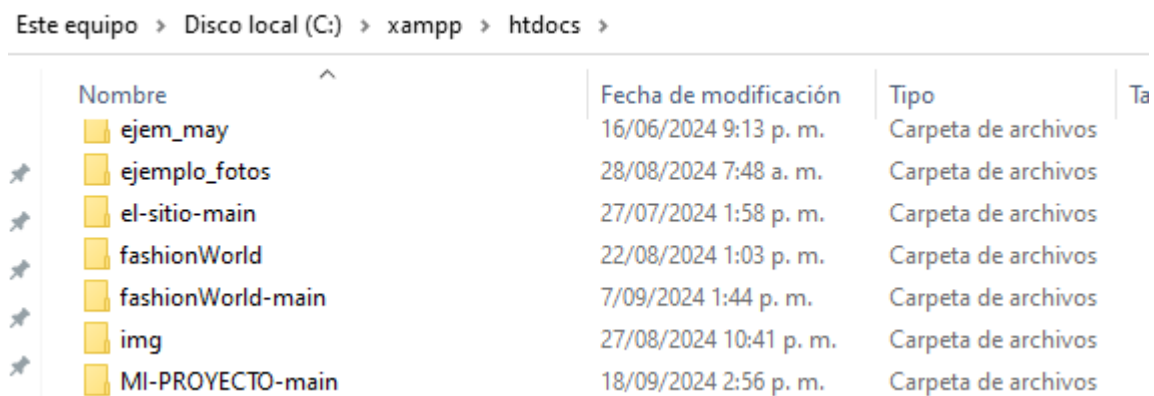 Este equipo > Disco local (C:) > xampp > htdocs >
Nombre Fecha de modificación Tipo Ta
ejem_may 16/06/2024 9:13 p. m. Carpeta de archivos
ejemplo_fotos 28/08/2024 7:48 a. m. Carpeta de archivos
el-sitio-main 27/07/2024 1:58 p. m. Carpeta de archivos
fashionWorld 22/08/2024 1:03 p. m. Carpeta de archivos
fashionWorld-main 7/09/2024 1:44 p. m. Carpeta de archivos
img 27/08/2024 10:41 p. m. Carpeta de archivos
MI-PROYECTO-main 18/09/2024 2:56 p. m. Carpeta de archivos